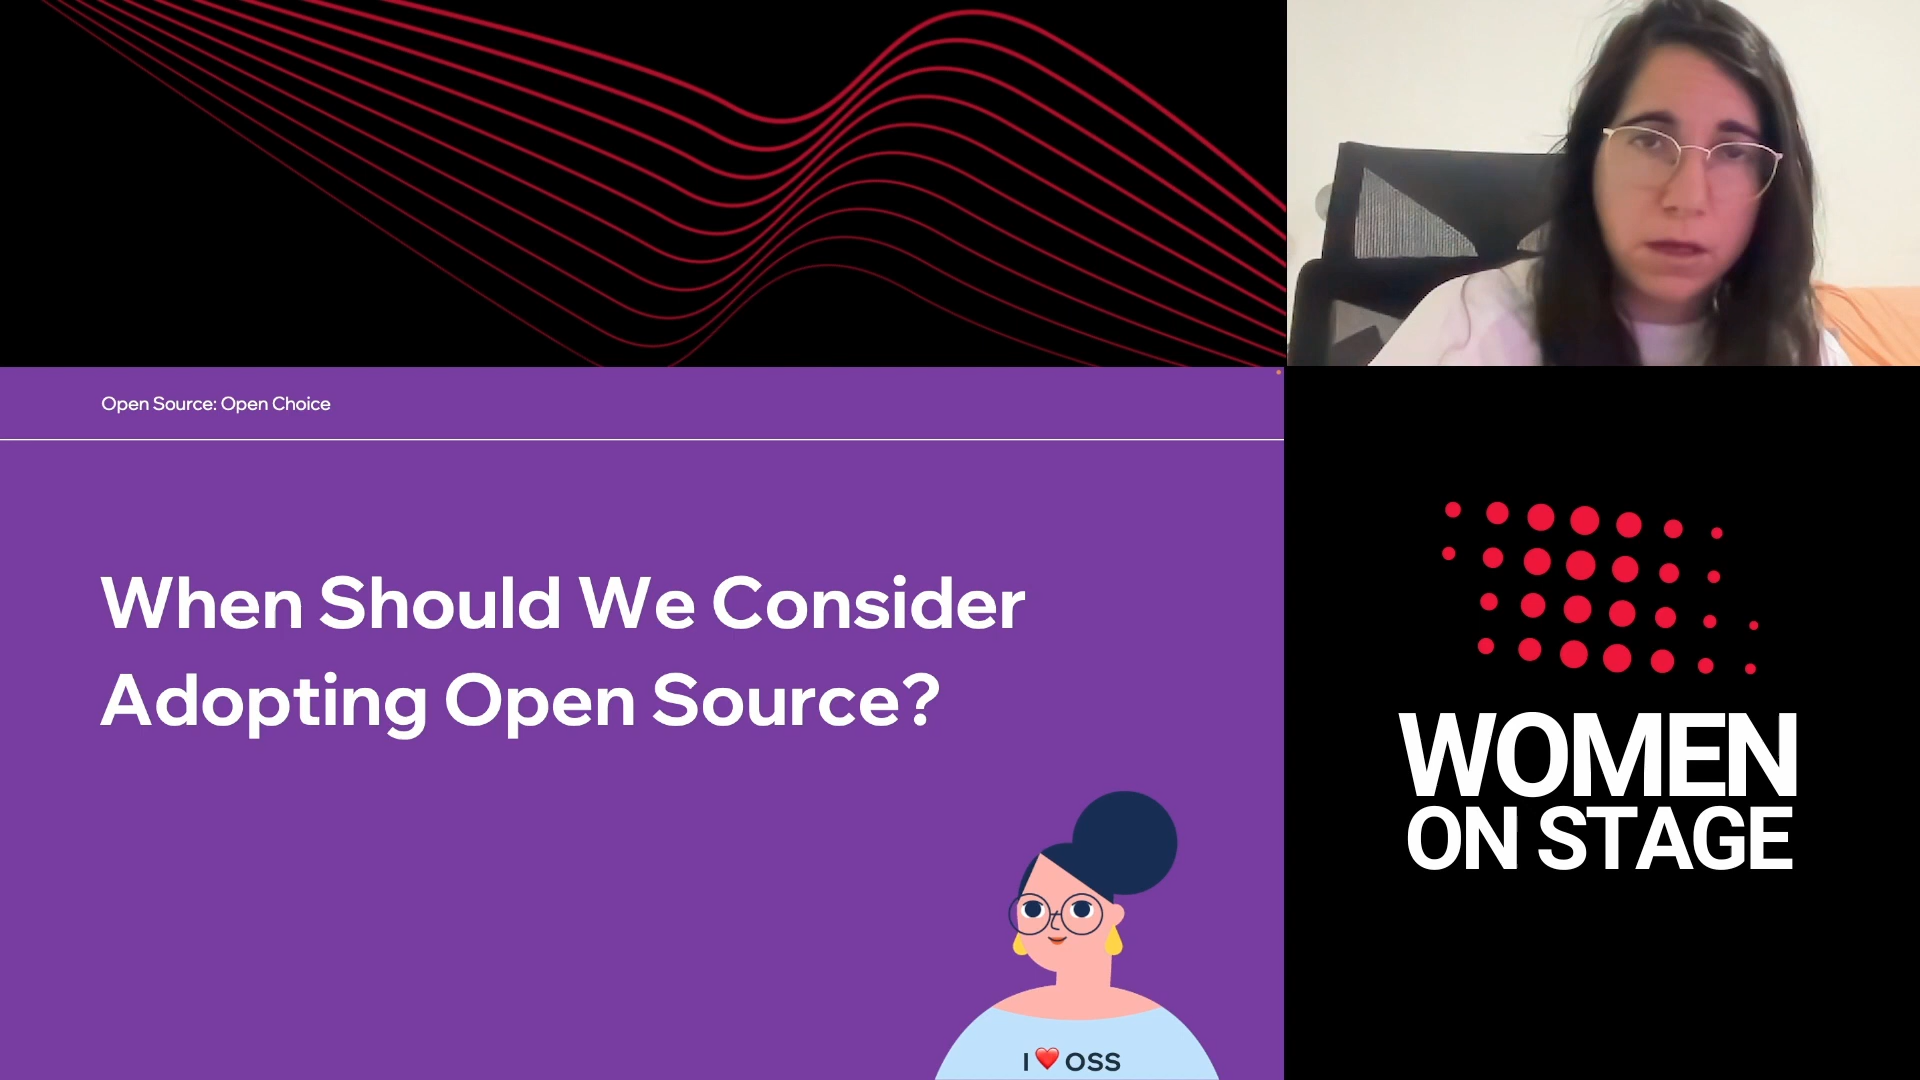 Open Source: Open Choice
When Should We Consider
Adopting Open Source?
I ❤️ OSS
WOMEN
ON STAGE